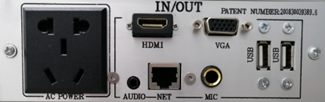 IN/OUT
PATENT NUMBER:
HDMI
VGA
USB
USB
AC POWER
AUDIO
NET
MIC